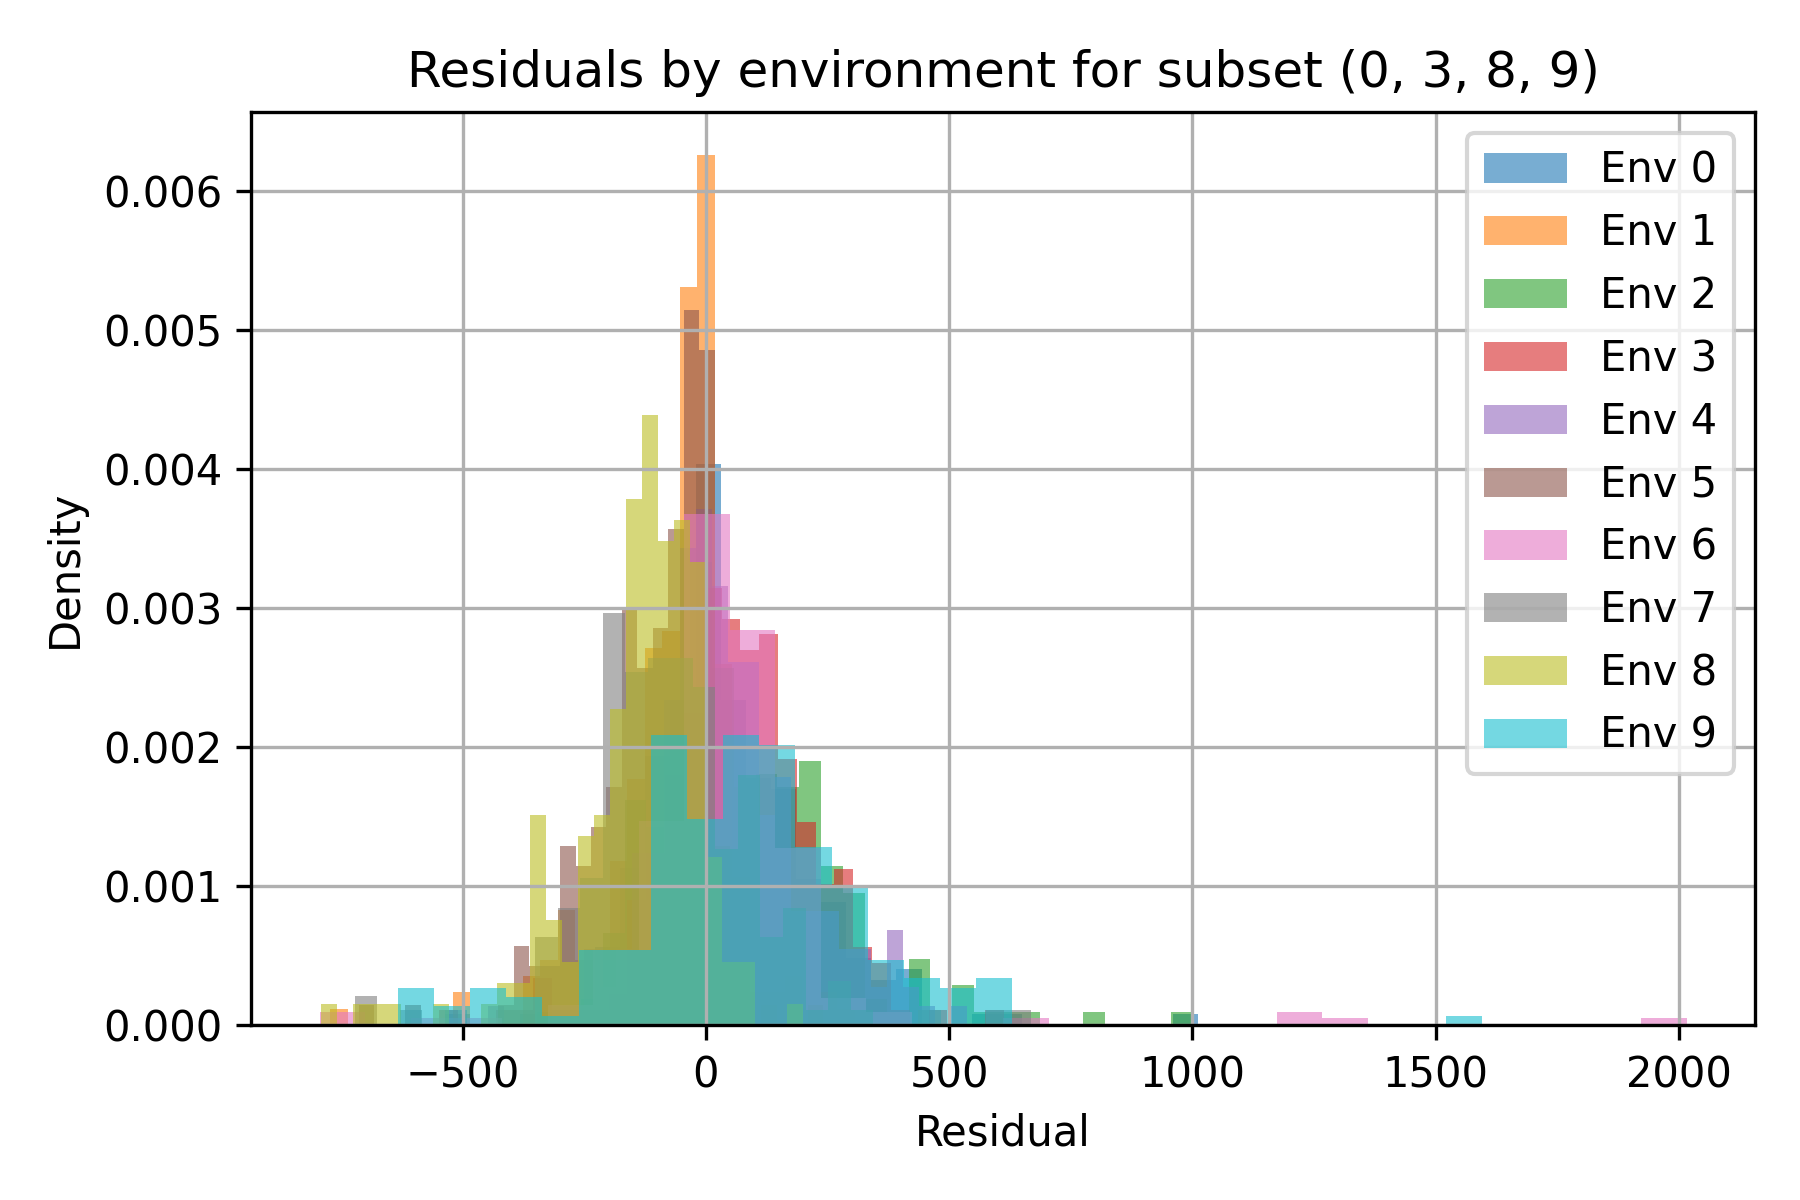 Residuals by environment for subset (0, 3, 8, 9)
Density
0.006
0.005
0.004
0.003
0.002
0.001
0.000
−500
0
500
1000
1500
2000
Residual
Env 0
Env 1
Env 2
Env 3
Env 4
Env 5
Env 6
Env 7
Env 8
Env 9